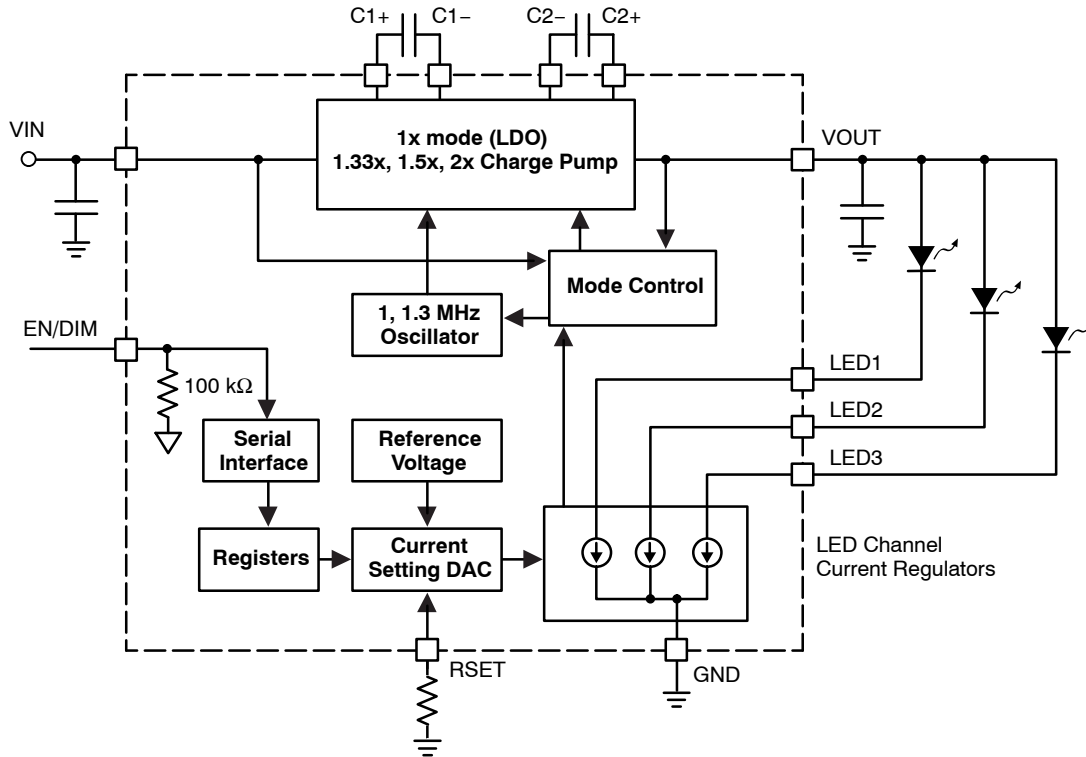 C1+ C1− C2− C2+
VIN
1x mode (LDO)
1.33x, 1.5x, 2x Charge Pump
VOUT
Mode Control
1, 1.3 MHz
Oscillator
EN/DIM
100 kΩ
LED1
LED2
LED3
Serial
Interface
Reference
Voltage
Registers
Current
Setting DAC
LED Channel
Current Regulators
RSET
GND